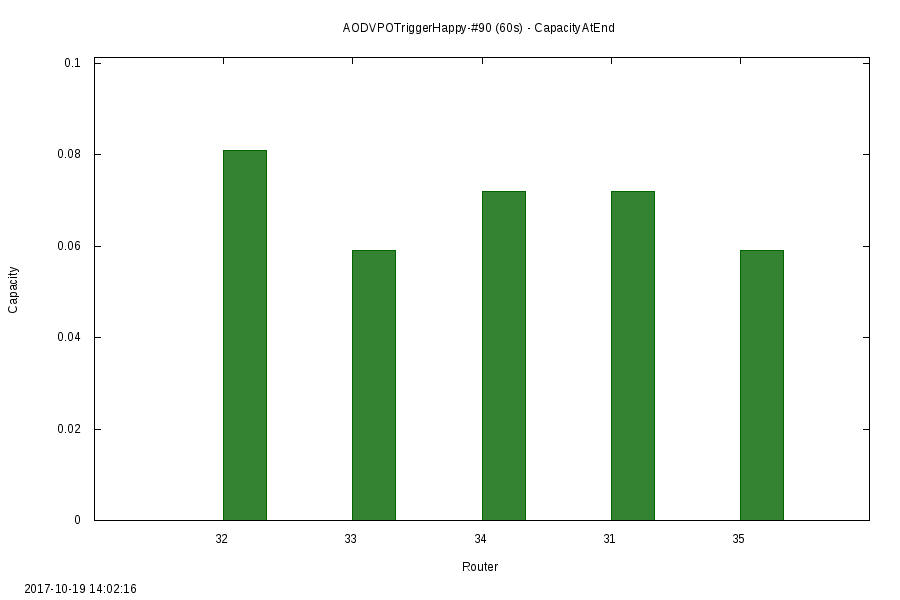 AODVPOTriggerHappy-#90 (60s) - CapacityAtEnd
0.1
0.08
0.06
0.04
0.02
0
Capacity
32 33 34 31 35
Router
2017-10-19 14:02:16